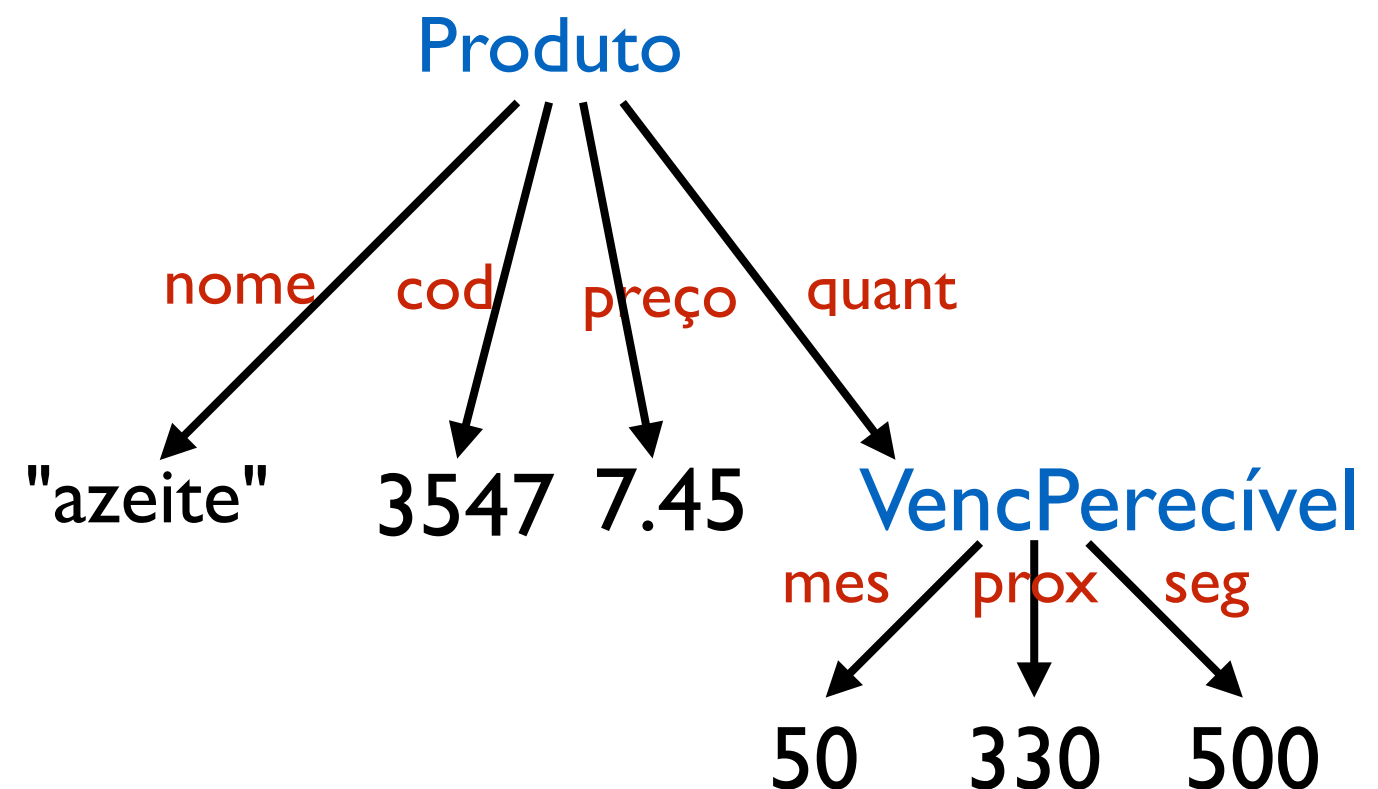 Produto
nome cod preço quant
"azeite" 3547 7.45 VencPerecível
mes prox seg
50 330 500